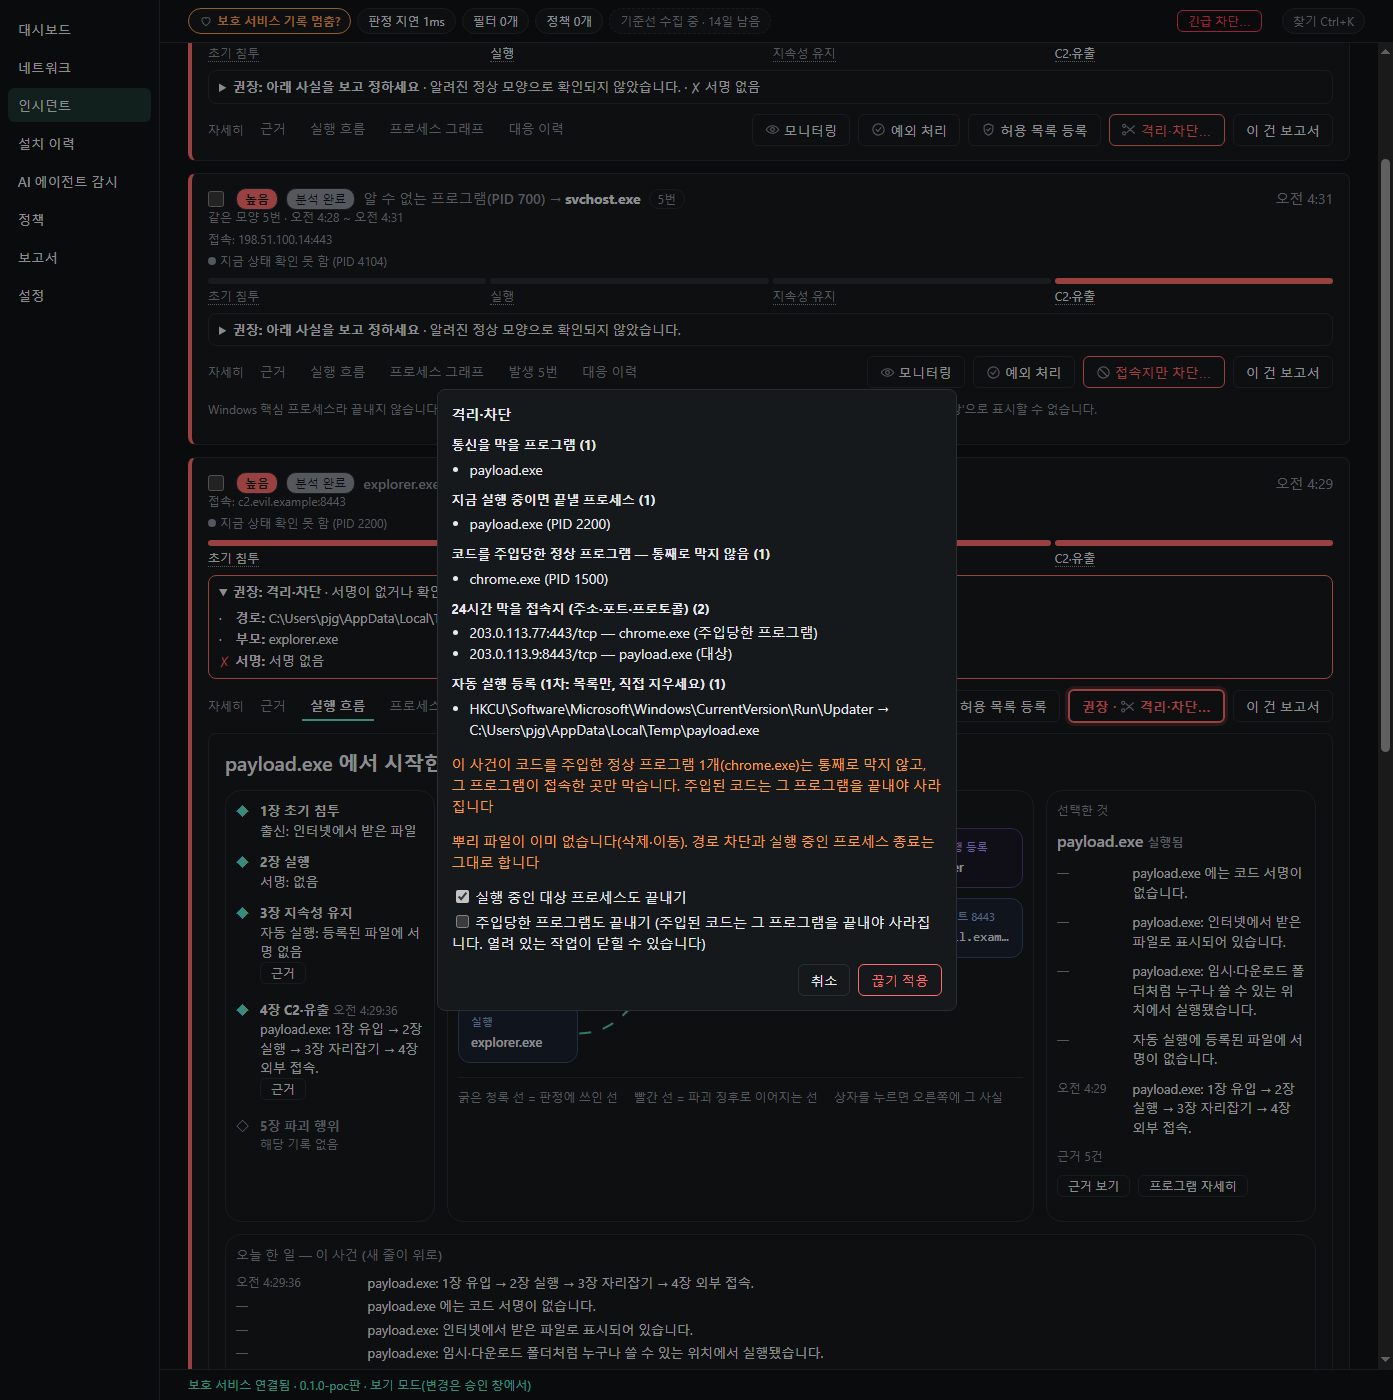 대시보드
네트워크
인시던트
설치 이력
AI 에이전트 감시
정책
보고서
설정
보호 서비스 기록 멈춤?
판정 지연 1ms
필터 0개
정책 0개
기준선 수집 중 · 14일 남음
긴급 차단...
찾기 Ctrl+K
초기 침투
실행
지속성 유지
C2·유출
▶ 권장: 아래 사실을 보고 정하세요 · 알려진 정상 모양으로 확인되지 않았습니다. · ✗ 서명 없음
자세히
근거
실행 흐름
프로세스 그래프
대응 이력
모니터링
예외 처리
허용 목록 등록
격리·차단...
이 건 보고서
높음
분석 완료
알 수 없는 프로그램(PID 700) → svchost.exe
5번
오전 4:31
같은 모양 5번 · 오전 4:28 ~ 오전 4:31
접속: 198.51.100.14:443
지금 상태 확인 못 함 (PID 4104)
초기 침투
실행
지속성 유지
C2·유출
▶ 권장: 아래 사실을 보고 정하세요 · 알려진 정상 모양으로 확인되지 않았습니다.
자세히
근거
실행 흐름
프로세스 그래프
발생 5번
대응 이력
모니터링
예외 처리
접속지만 차단...
이 건 보고서
Windows 핵심 프로세스라 끝내지 않습니다
'으로 표시할 수 없습니다.
높음
분석 완료
explorer.exe
오전 4:29
접속: c2.evil.example:8443
지금 상태 확인 못 함 (PID 2200)
초기 침투
C2·유출
▼ 권장: 격리·차단 · 서명이 없거나 확인
· 경로: C:\Users\pjg\AppData\Local\T
· 부모: explorer.exe
✗ 서명: 서명 없음
자세히
근거
실행 흐름
프로세스
허용 목록 등록
권장 · 격리·차단...
이 건 보고서
payload.exe 에서 시작한
1장 초기 침투
출신: 인터넷에서 받은 파일
2장 실행
서명: 없음
3장 지속성 유지
자동 실행: 등록된 파일에 서
명 없음
근거
4장 C2·유출 오전 4:29:36
payload.exe: 1장 유입 → 2장
실행 → 3장 자리잡기 → 4장
외부 접속.
근거
5장 파괴 행위
해당 기록 없음
격리·차단
통신을 막을 프로그램 (1)
• payload.exe
지금 실행 중이면 끝낼 프로세스 (1)
• payload.exe (PID 2200)
코드를 주입당한 정상 프로그램 — 통째로 막지 않음 (1)
• chrome.exe (PID 1500)
24시간 막을 접속지 (주소·포트·프로토콜) (2)
• 203.0.113.77:443/tcp — chrome.exe (주입당한 프로그램)
• 203.0.113.9:8443/tcp — payload.exe (대상)
자동 실행 등록 (1차: 목록만, 직접 지우세요) (1)
• HKCU\Software\Microsoft\Windows\CurrentVersion\Run\Updater →
C:\Users\pjg\AppData\Local\Temp\payload.exe
이 사건이 코드를 주입한 정상 프로그램 1개(chrome.exe)는 통째로 막지 않고,
그 프로그램이 접속한 곳만 막습니다. 주입된 코드는 그 프로그램을 끝내야 사라
집니다
뿌리 파일이 이미 없습니다(삭제·이동). 경로 차단과 실행 중인 프로세스 종료는
그대로 합니다
실행 중인 대상 프로세스도 끝내기
주입당한 프로그램도 끝내기 (주입된 코드는 그 프로그램을 끝내야 사라집
니다. 열려 있는 작업이 닫힐 수 있습니다)
취소
끊기 적용
행 등록
er
트 8443
ll.exam...
실행
explorer.exe
굵은 청록 선 = 판정에 쓰인 선
빨간 선 = 파괴 징후로 이어지는 선
상자를 누르면 오른쪽에 그 사실
선택한 것
payload.exe 실행됨
— payload.exe 에는 코드 서명이
없습니다.
— payload.exe: 인터넷에서 받은
파일로 표시되어 있습니다.
— payload.exe: 임시·다운로드 폴
더처럼 누구나 쓸 수 있는 위
치에서 실행됐습니다.
— 자동 실행에 등록된 파일에 서
명이 없습니다.
오전 4:29 payload.exe: 1장 유입 → 2장
실행 → 3장 자리잡기 → 4장
외부 접속.
근거 5건
근거 보기
프로그램 자세히
오늘 한 일 — 이 사건 (새 줄이 위로)
오전 4:29:36 payload.exe: 1장 유입 → 2장 실행 → 3장 자리잡기 → 4장 외부 접속.
— payload.exe 에는 코드 서명이 없습니다.
— payload.exe: 인터넷에서 받은 파일로 표시되어 있습니다.
— payload.exe: 임시·다운로드 폴더처럼 누구나 쓸 수 있는 위치에서 실행됐습니다.
보호 서비스 연결됨 · 0.1.0-poc판 · 보기 모드(변경은 승인 창에서)